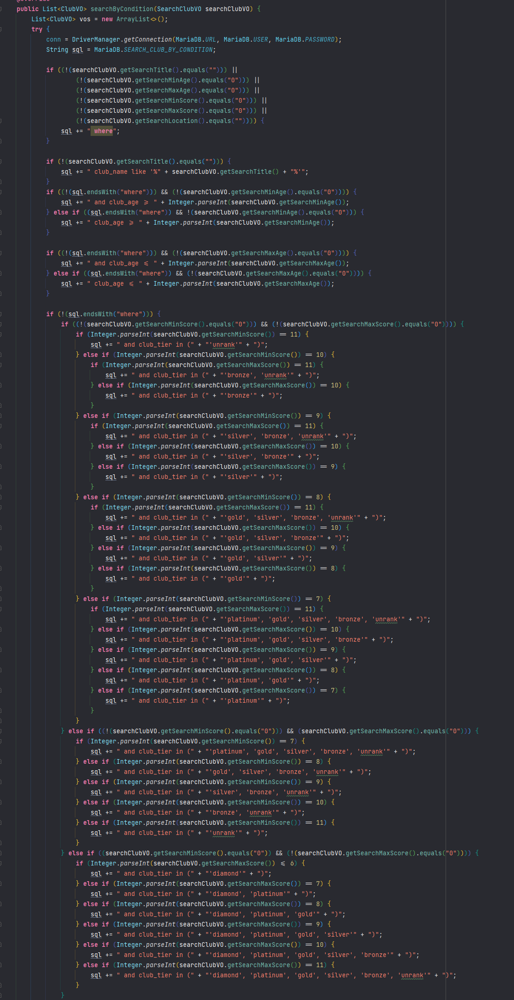 @Override
public List<ClubVO> searchByCondition(SearchClubVO searchClubVO) {
List<ClubVO> vos = new ArrayList<>();
try {
conn = DriverManager.getConnection(MariaDB.URL, MariaDB.USER, MariaDB.PASSWORD);
String sql = MariaDB.SEARCH_CLUB_BY_CONDITION;
if ((!(searchClubVO.getSearchTitle().equals(""))) ||
(!(searchClubVO.getSearchMinAge().equals("0"))) ||
(!(searchClubVO.getSearchMaxAge().equals("0"))) ||
(!(searchClubVO.getSearchMinScore().equals("0"))) ||
(!(searchClubVO.getSearchMaxScore().equals("0"))) ||
(!(searchClubVO.getSearchLocation().equals("")))) {
sql += " where";
}
if (!(searchClubVO.getSearchTitle().equals(""))) {
sql += " club_name like '%" + searchClubVO.getSearchTitle() + "%'";
}
if ((!(sql.endsWith("where"))) && (!(searchClubVO.getSearchMinAge().equals("0")))) {
sql += " and club_age >= " + Integer.parseInt(searchClubVO.getSearchMinAge());
} else if ((sql.endsWith("where")) && !(searchClubVO.getSearchMinAge().equals("0"))) {
sql += " club_age >= " + Integer.parseInt(searchClubVO.getSearchMinAge());
}
if ((!(sql.endsWith("where"))) && (!(searchClubVO.getSearchMaxAge().equals("0")))) {
sql += " and club_age <= " + Integer.parseInt(searchClubVO.getSearchMaxAge());
} else if ((sql.endsWith("where")) && (!(searchClubVO.getSearchMaxAge().equals("0")))) {
sql += " club_age <= " + Integer.parseInt(searchClubVO.getSearchMaxAge());
}
if (!(sql.endsWith("where"))) {
if ((!(searchClubVO.getSearchMinScore().equals("0"))) && (!(searchClubVO.getSearchMaxScore().equals("0")))) {
if (Integer.parseInt(searchClubVO.getSearchMinScore()) == 11) {
sql += " and club_tier in (" + "'unrank'" + ")";
} else if (Integer.parseInt(searchClubVO.getSearchMinScore()) == 10) {
if (Integer.parseInt(searchClubVO.getSearchMaxScore()) == 11) {
sql += " and club_tier in (" + "'bronze', 'unrank'" + ")";
} else if (Integer.parseInt(searchClubVO.getSearchMaxScore()) == 10) {
sql += " and club_tier in (" + "'bronze'" + ")";
}
} else if (Integer.parseInt(searchClubVO.getSearchMinScore()) == 9) {
if (Integer.parseInt(searchClubVO.getSearchMaxScore()) == 11) {
sql += " and club_tier in (" + "'silver', 'bronze', 'unrank'" + ")";
} else if (Integer.parseInt(searchClubVO.getSearchMaxScore()) == 10) {
sql += " and club_tier in (" + "'silver', 'bronze'" + ")";
} else if (Integer.parseInt(searchClubVO.getSearchMaxScore()) == 9) {
sql += " and club_tier in (" + "'silver'" + ")";
}
} else if (Integer.parseInt(searchClubVO.getSearchMinScore()) == 8) {
if (Integer.parseInt(searchClubVO.getSearchMaxScore()) == 11) {
sql += " and club_tier in (" + "'gold', 'silver', 'bronze', 'unrank'" + ")";
} else if (Integer.parseInt(searchClubVO.getSearchMaxScore()) == 10) {
sql += " and club_tier in (" + "'gold', 'silver', 'bronze'" + ")";
} else if (Integer.parseInt(searchClubVO.getSearchMaxScore()) == 9) {
sql += " and club_tier in (" + "'gold', 'silver'" + ")";
} else if (Integer.parseInt(searchClubVO.getSearchMaxScore()) == 8) {
sql += " and club_tier in (" + "'gold'" + ")";
}
} else if (Integer.parseInt(searchClubVO.getSearchMinScore()) == 7) {
if (Integer.parseInt(searchClubVO.getSearchMaxScore()) == 11) {
sql += " and club_tier in (" + "'platinum', 'gold', 'silver', 'bronze', 'unrank'" + ")";
} else if (Integer.parseInt(searchClubVO.getSearchMaxScore()) == 10) {
sql += " and club_tier in (" + "'platinum', 'gold', 'silver', 'bronze'" + ")";
} else if (Integer.parseInt(searchClubVO.getSearchMaxScore()) == 9) {
sql += " and club_tier in (" + "'platinum', 'gold', 'silver'" + ")";
} else if (Integer.parseInt(searchClubVO.getSearchMaxScore()) == 8) {
sql += " and club_tier in (" + "'platinum', 'gold'" + ")";
} else if (Integer.parseInt(searchClubVO.getSearchMaxScore()) == 7) {
sql += " and club_tier in (" + "'platinum'" + ")";
}
}
} else if ((!(searchClubVO.getSearchMinScore().equals("0"))) && (searchClubVO.getSearchMaxScore().equals("0"))) {
if (Integer.parseInt(searchClubVO.getSearchMinScore()) == 7) {
sql += " and club_tier in (" + "'platinum', 'gold', 'silver', 'bronze', 'unrank'" + ")";
} else if (Integer.parseInt(searchClubVO.getSearchMinScore()) == 8) {
sql += " and club_tier in (" + "'gold', 'silver', 'bronze', 'unrank'" + ")";
} else if (Integer.parseInt(searchClubVO.getSearchMinScore()) == 9) {
sql += " and club_tier in (" + "'silver', 'bronze', 'unrank'" + ")";
} else if (Integer.parseInt(searchClubVO.getSearchMinScore()) == 10) {
sql += " and club_tier in (" + "'bronze', 'unrank'" + ")";
} else if (Integer.parseInt(searchClubVO.getSearchMinScore()) == 11) {
sql += " and club_tier in (" + "'unrank'" + ")";
}
} else if ((searchClubVO.getSearchMinScore().equals("0")) && (!(searchClubVO.getSearchMaxScore().equals("0")))) {
if (Integer.parseInt(searchClubVO.getSearchMaxScore()) <= 6) {
sql += " and club_tier in (" + "'diamond'" + ")";
} else if (Integer.parseInt(searchClubVO.getSearchMaxScore()) == 7) {
sql += " and club_tier in (" + "'diamond', 'platinum'" + ")";
} else if (Integer.parseInt(searchClubVO.getSearchMaxScore()) == 8) {
sql += " and club_tier in (" + "'diamond', 'platinum', 'gold'" + ")";
} else if (Integer.parseInt(searchClubVO.getSearchMaxScore()) == 9) {
sql += " and club_tier in (" + "'diamond', 'platinum', 'gold', 'silver'" + ")";
} else if (Integer.parseInt(searchClubVO.getSearchMaxScore()) == 10) {
sql += " and club_tier in (" + "'diamond', 'platinum', 'gold', 'silver', 'bronze'" + ")";
} else if (Integer.parseInt(searchClubVO.getSearchMaxScore()) == 11) {
sql += " and club_tier in (" + "'diamond', 'platinum', 'gold', 'silver', 'bronze', 'unrank'" + ")";
}
}